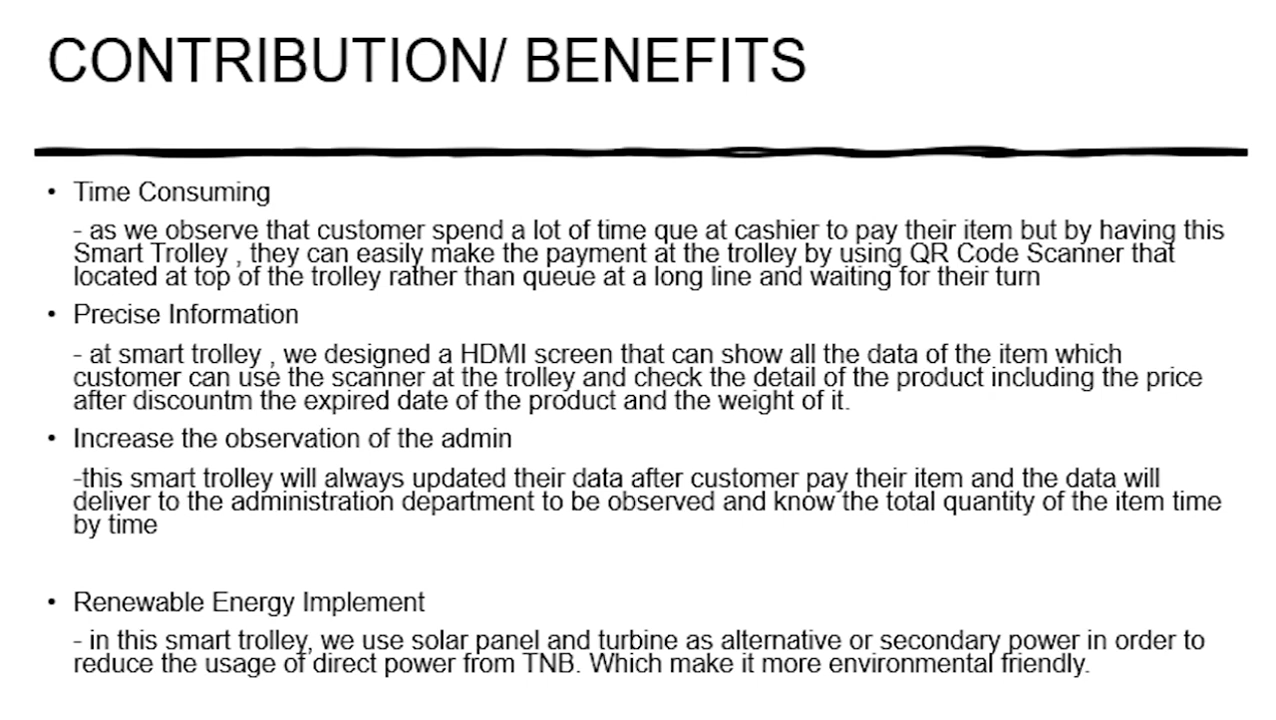 CONTRIBUTION/ BENEFITS
• Time Consuming
- as we observe that customer spend a lot of time que at cashier to pay their item but by having this
Smart Trolley , they can easily make the payment at the trolley by using QR Code Scanner that
located at top of the trolley rather than queue at a long line and waiting for their turn
• Precise Information
- at smart trolley , we designed a HDMI screen that can show all the data of the item which
customer can use the scanner at the trolley and check the detail of the product including the price
after discountm the expired date of the product and the weight of it.
• Increase the observation of the admin
-this smart trolley will always updated their data after customer pay their item and the data will
deliver to the administration department to be observed and know the total quantity of the item time
by time
• Renewable Energy Implement
- in this smart trolley, we use solar panel and turbine as alternative or secondary power in order to
reduce the usage of direct power from TNB. Which make it more environmental friendly.